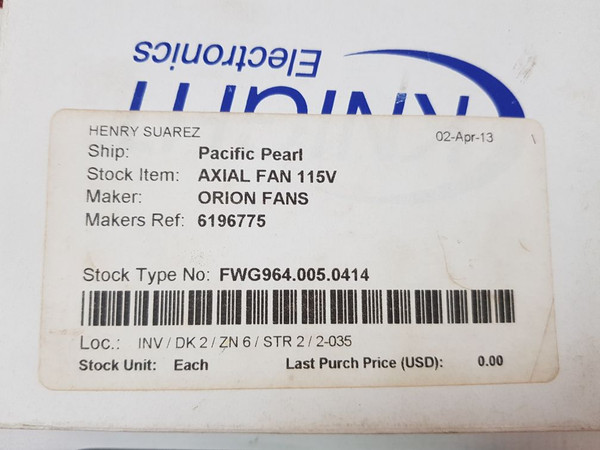 Electronics
HENRY SUAREZ 02-Apr-13
Ship: Pacific Pearl
Stock Item: AXIAL FAN 115V
Maker: ORION FANS
Makers Ref: 6196775
Stock Type No: FWG964.005.0414
Loc.: INV / DK 2 / ZN 6 / STR 2 / 2-035
Stock Unit: Each Last Purch Price (USD): 0.00